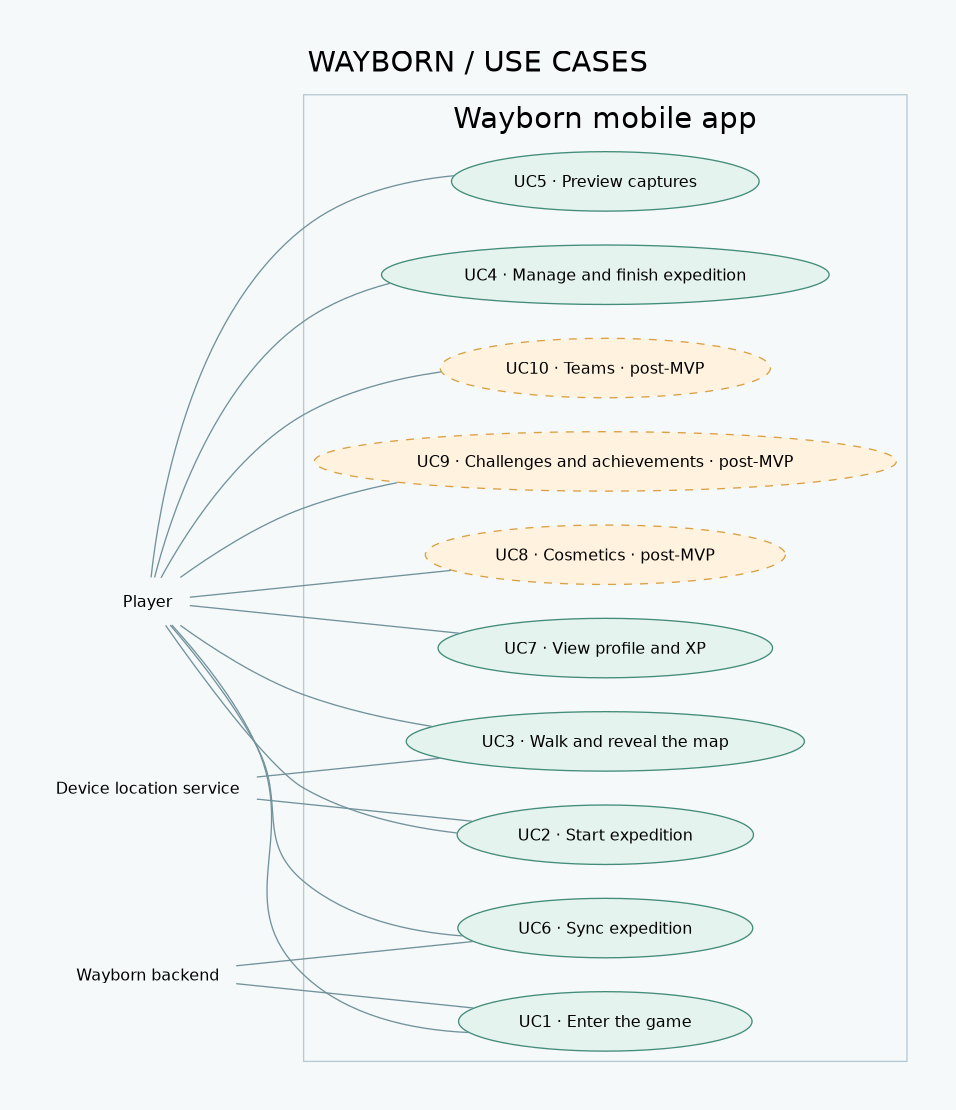 WAYBORN / USE CASES
Wayborn mobile app
UC5 · Preview captures
UC4 · Manage and finish expedition
UC10 · Teams · post-MVP
UC9 · Challenges and achievements · post-MVP
UC8 · Cosmetics · post-MVP
Player
UC7 · View profile and XP
UC3 · Walk and reveal the map
Device location service
UC2 · Start expedition
UC6 · Sync expedition
Wayborn backend
UC1 · Enter the game